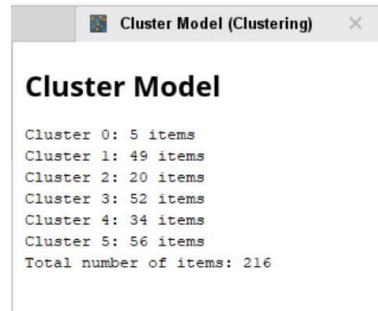 Cluster Model (Clustering)
Cluster Model
Cluster 0: 5 items
Cluster 1: 49 items
Cluster 2: 20 items
Cluster 3: 52 items
Cluster 4: 34 items
Cluster 5: 56 items
Total number of items: 216